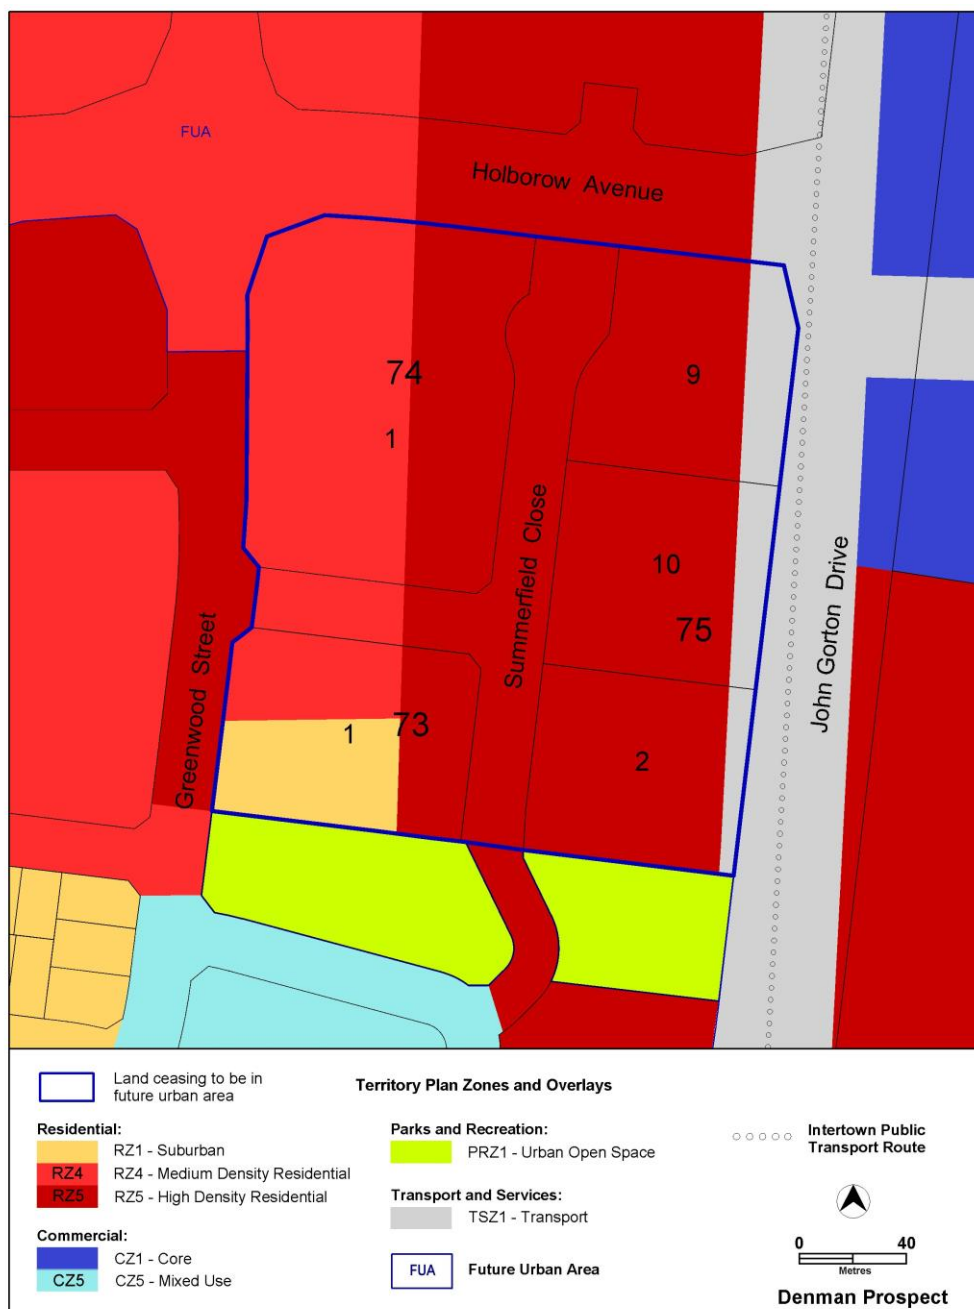 FUA
Holborow Avenue
74
1
9
Summerfield Close
10
75
John Gorton Drive
Greenwood Street
1
73
2
Land ceasing to be in
future urban area
Territory Plan Zones and Overlays
Residential:
RZ1 - Suburban
RZ4 RZ4 - Medium Density Residential
RZ5 RZ5 - High Density Residential
Commercial:
CZ1 - Core
CZ5 CZ5 - Mixed Use
Parks and Recreation:
PRZ1 - Urban Open Space
Transport and Services:
TSZ1 - Transport
FUA Future Urban Area
Intertown Public
Transport Route
0 40
Metres
Denman Prospect